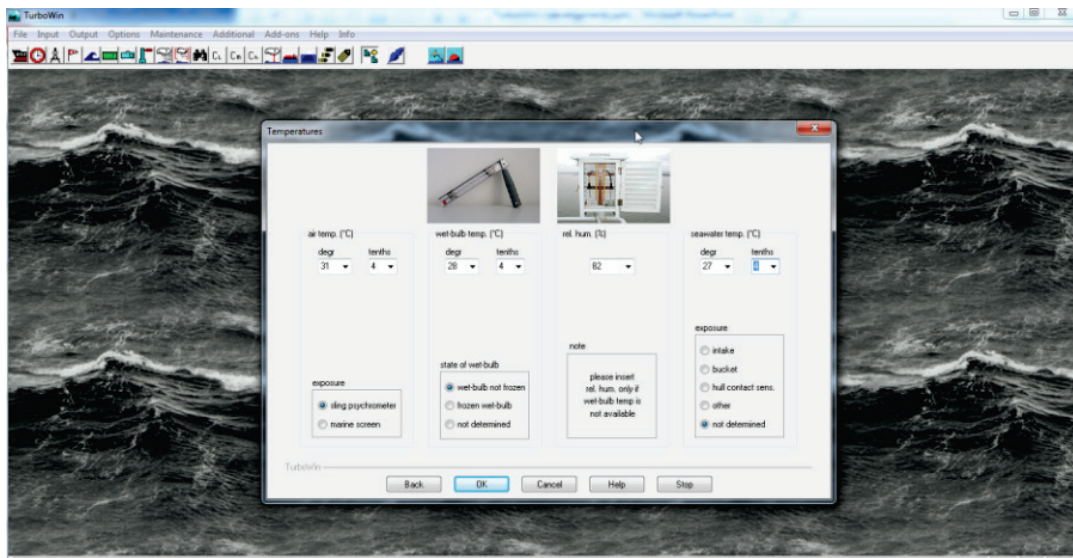 TurboWin
File Input Output Options Maintenance Additional Add-ons Help Info
Temperatures
air temp. (°C)
degr tenths
31 4
exposure
sling psychrometer
marine screen
wet-bulb temp. (°C)
degr tenths
28 4
state of wet-bulb
wet-bulb not frozen
frozen wet-bulb
not determined
rel. hum. (%)
82
note
please insert
rel. hum. only if
wet-bulb temp is
not available
seawater temp. (°C)
degr tenths
27 4
exposure
intake
bucket
hull contact sens.
other
not determined
TurboWin
Back OK Cancel Help Stop